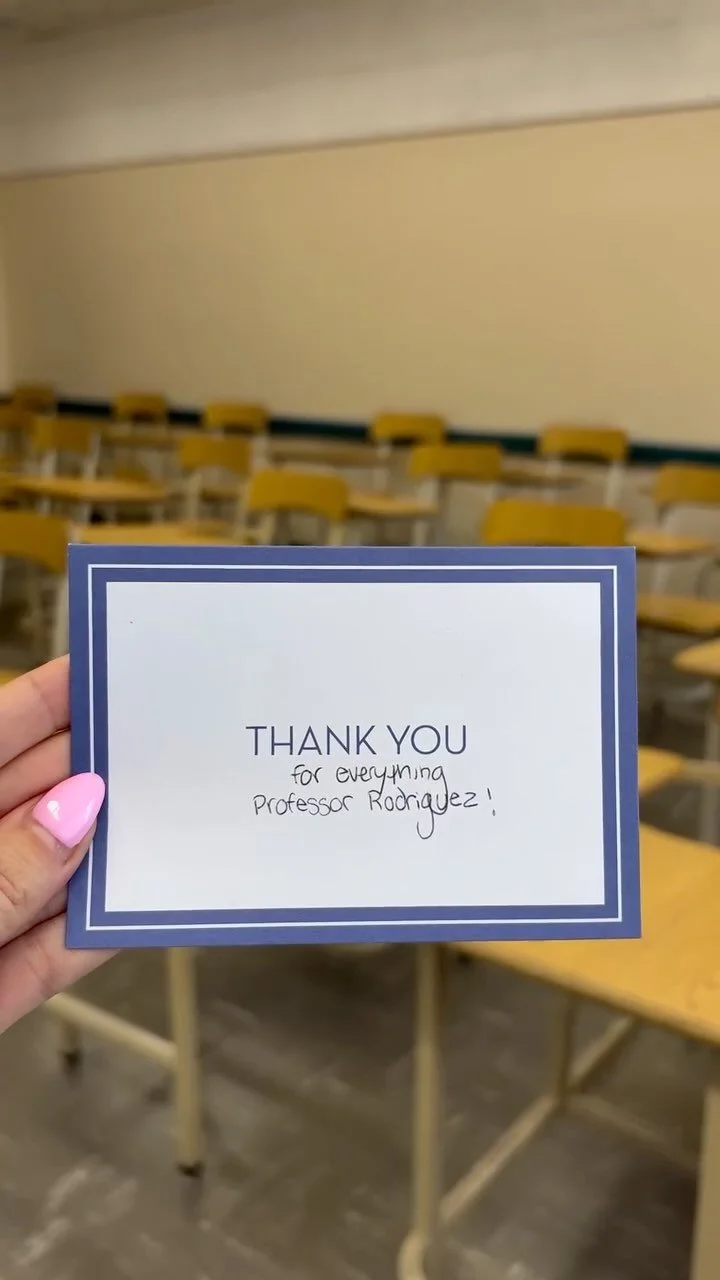 THANK YOU
for everything
Professor Rodriguez!